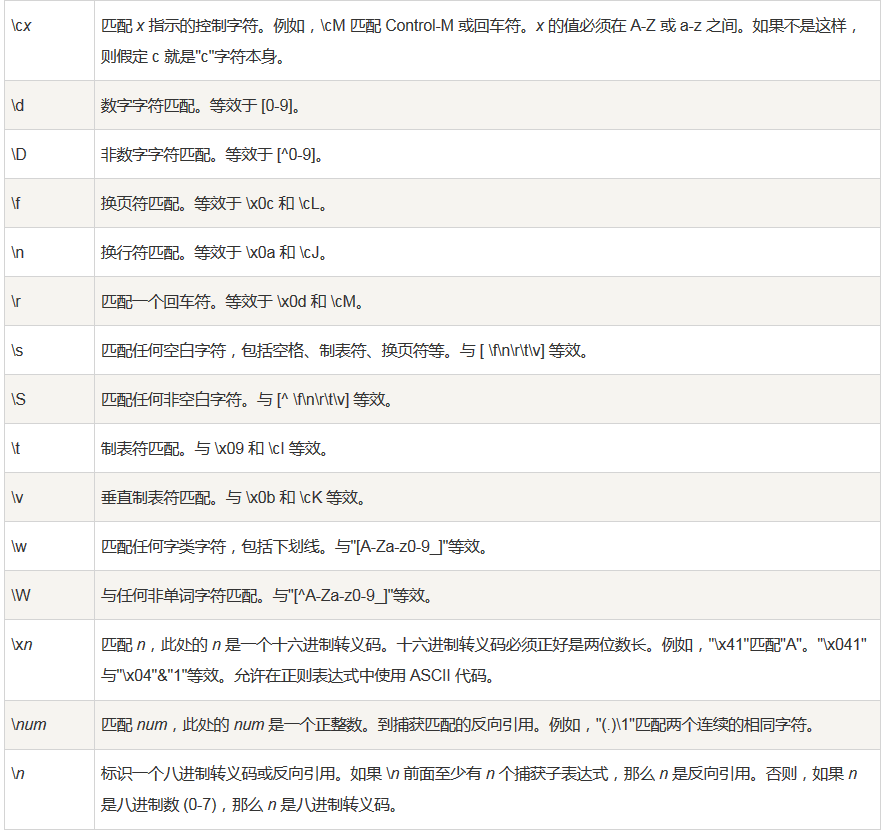 \cx 匹配 x 指示的控制字符。例如，\cM 匹配 Control-M 或回车符。x 的值必须在 A-Z 或 a-z 之间。如果不是这样，
则假定 c 就是"c"字符本身。
\d 数字字符匹配。等效于 [0-9]。
\D 非数字字符匹配。等效于 [^0-9]。
\f 换页符匹配。等效于 \x0c 和 \cL。
\n 换行符匹配。等效于 \x0a 和 \cJ。
\r 匹配一个回车符。等效于 \x0d 和 \cM。
\s 匹配任何空白字符，包括空格、制表符、换页符等。与 [ \f\n\r\t\v] 等效。
\S 匹配任何非空白字符。与 [^ \f\n\r\t\v] 等效。
\t 制表符匹配。与 \x09 和 \cI 等效。
\v 垂直制表符匹配。与 \x0b 和 \cK 等效。
\w 匹配任何字类字符，包括下划线。与"[A-Za-z0-9_]"等效。
\W 与任何非单词字符匹配。与"[^A-Za-z0-9_]"等效。
\xn 匹配 n，此处的 n 是一个十六进制转义码。十六进制转义码必须正好是两位数长。例如，"\x41"匹配"A"。"\x041"
与"\x04"&"1"等效。允许在正则表达式中使用 ASCII 代码。
\num 匹配 num，此处的 num 是一个正整数。到捕获匹配的反向引用。例如，"(.)\1"匹配两个连续的相同字符。
\n 标识一个八进制转义码或反向引用。如果 \n 前面至少有 n 个捕获子表达式，那么 n 是反向引用。否则，如果 n
是八进制数 (0-7)，那么 n 是八进制转义码。